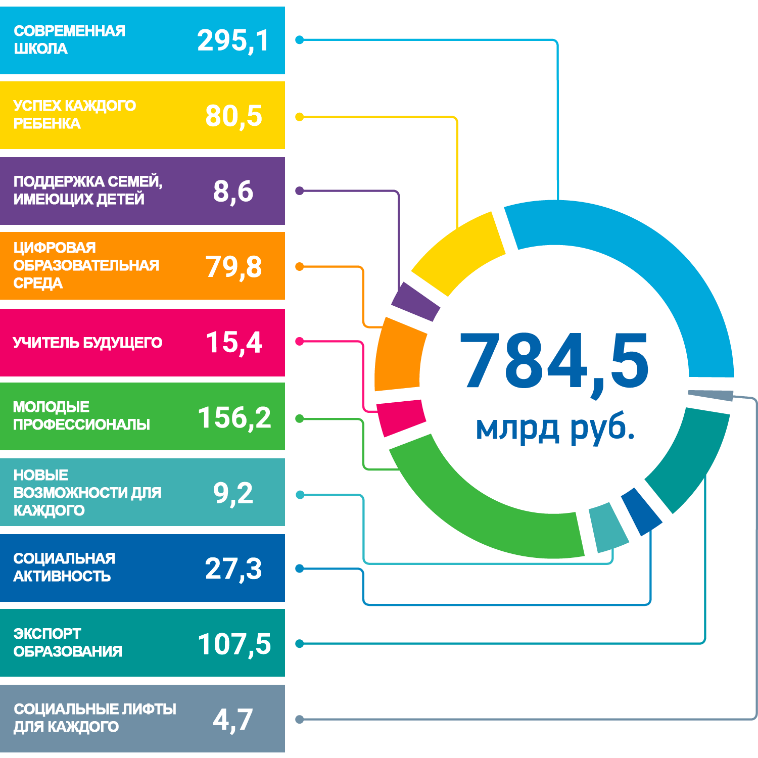 СОВРЕМЕННАЯ
ШКОЛА
295,1
УСПЕХ КАЖДОГО
РЕБЕНКА
80,5
ПОДДЕРЖКА СЕМЕЙ,
ИМЕЮЩИХ ДЕТЕЙ
8,6
ЦИФРОВАЯ
ОБРАЗОВАТЕЛЬНАЯ
СРЕДА
79,8
УЧИТЕЛЬ БУДУЩЕГО
15,4
МОЛОДЫЕ
ПРОФЕССИОНАЛЫ
156,2
НОВЫЕ
ВОЗМОЖНОСТИ ДЛЯ
КАЖДОГО
9,2
СОЦИАЛЬНАЯ
АКТИВНОСТЬ
27,3
ЭКСПОРТ
ОБРАЗОВАНИЯ
107,5
СОЦИАЛЬНЫЕ ЛИФТЫ
ДЛЯ КАЖДОГО
4,7
784,5
млрд руб.